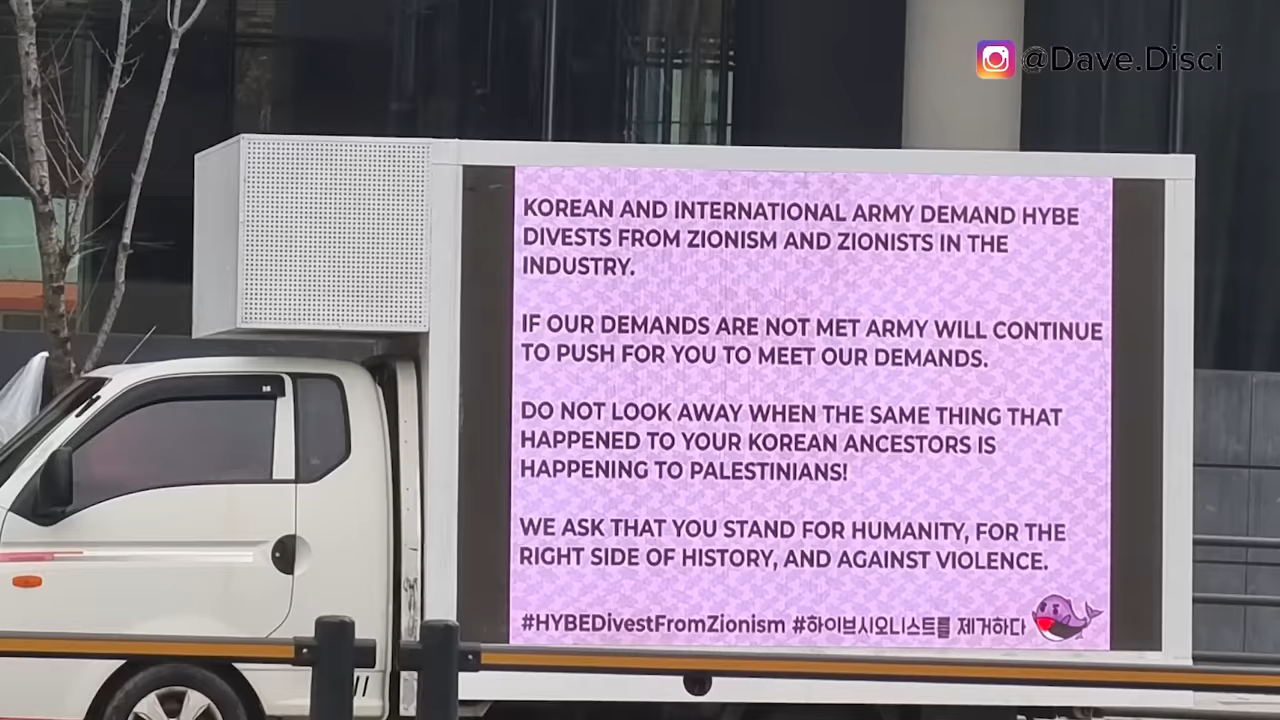 @Dave.Disci
KOREAN AND INTERNATIONAL ARMY DEMAND HYBE
DIVESTS FROM ZIONISM AND ZIONISTS IN THE
INDUSTRY.
IF OUR DEMANDS ARE NOT MET ARMY WILL CONTINUE
TO PUSH FOR YOU TO MEET OUR DEMANDS.
DO NOT LOOK AWAY WHEN THE SAME THING THAT
HAPPENED TO YOUR KOREAN ANCESTORS IS
HAPPENING TO PALESTINIANS!
WE ASK THAT YOU STAND FOR HUMANITY, FOR THE
RIGHT SIDE OF HISTORY, AND AGAINST VIOLENCE.
#HYBEDivestFromZionism #하이브시오니스트를 제거하다